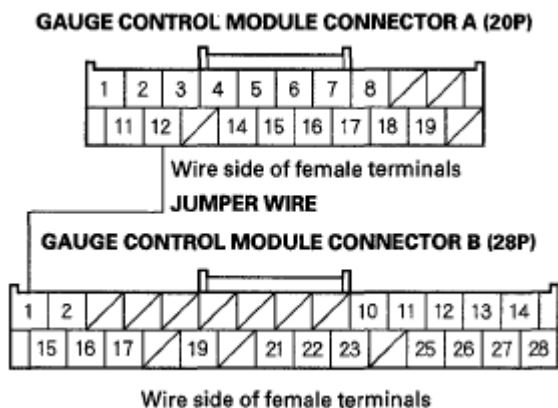 GAUGE CONTROL MODULE CONNECTOR A (20P)
1 2 3 4 5 6 7 8
11 12 14 15 16 17 18 19
Wire side of female terminals
JUMPER WIRE
GAUGE CONTROL MODULE CONNECTOR B (28P)
1 2 10 11 12 13 14
15 16 17 19 21 22 23 25 26 27 28
Wire side of female terminals